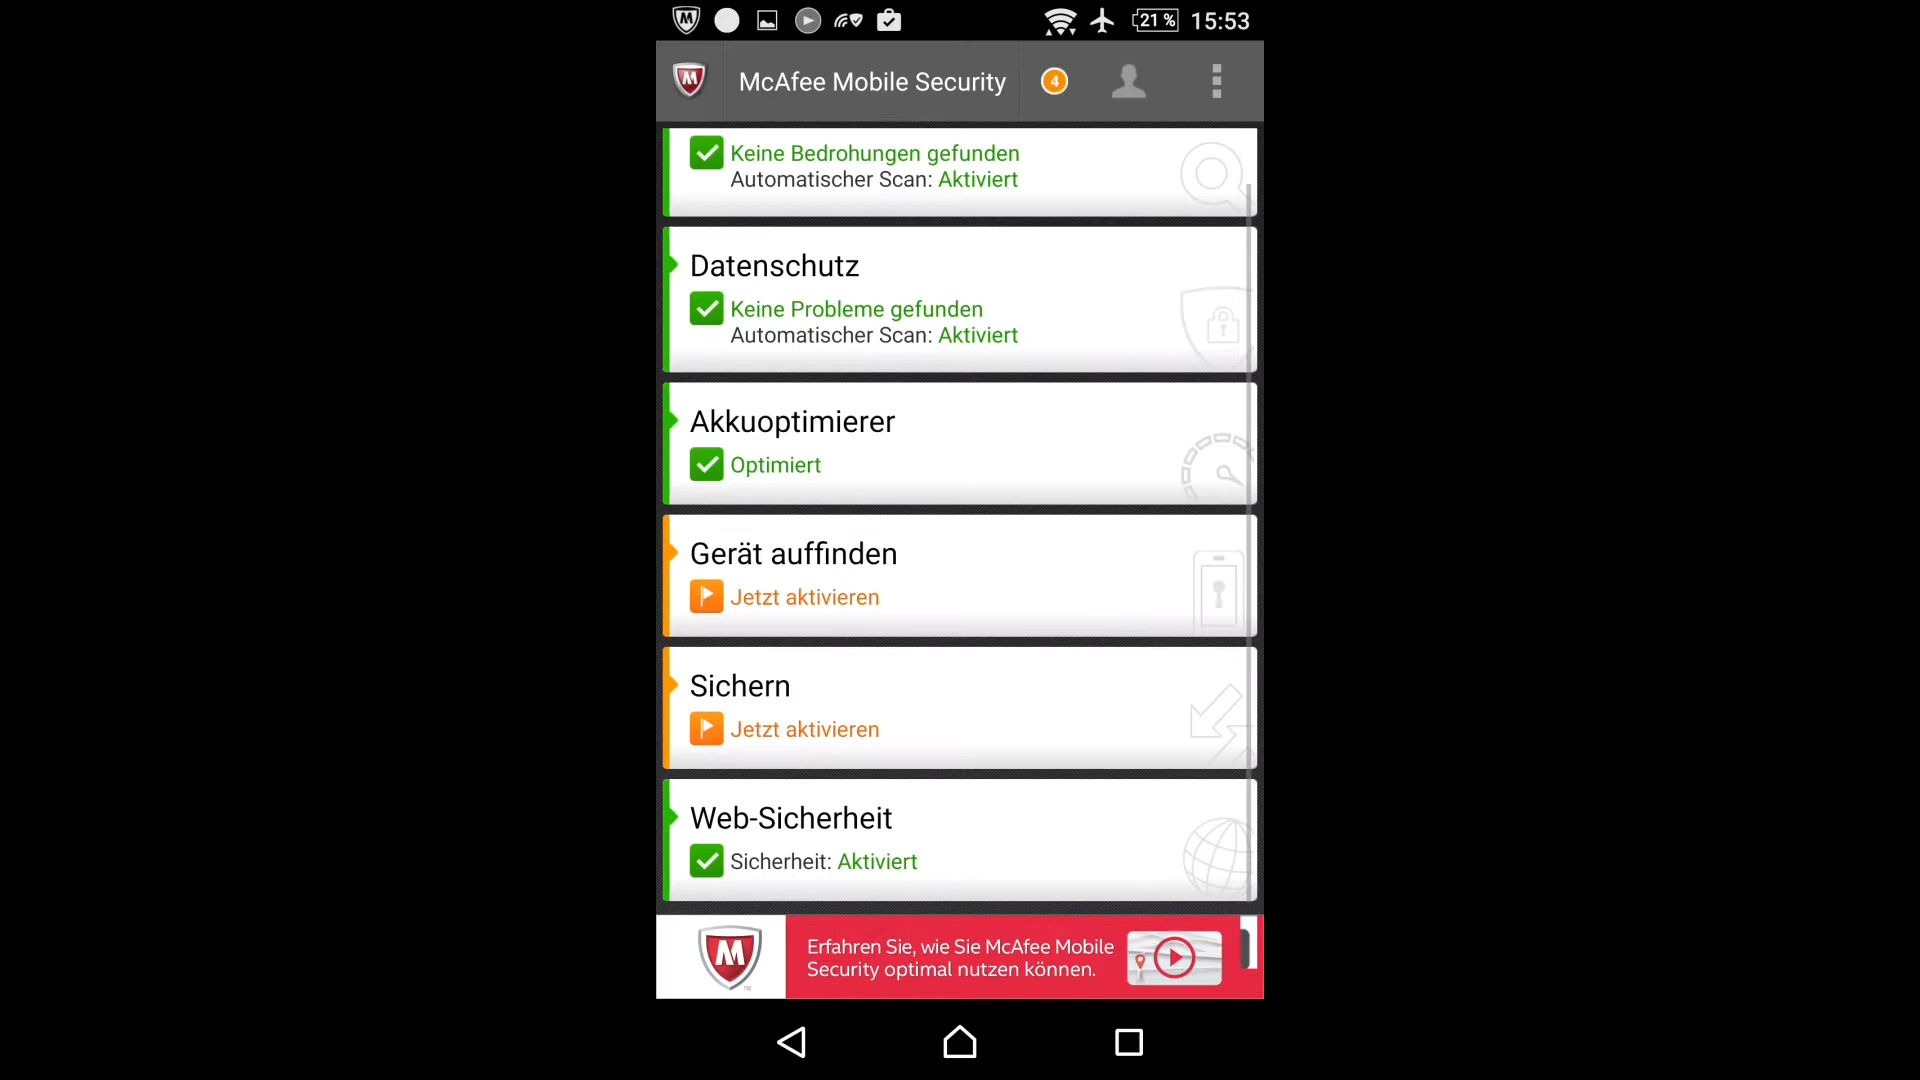 21 % 15:53
McAfee Mobile Security 4
Keine Bedrohungen gefunden
Automatischer Scan: Aktiviert
Datenschutz
Keine Probleme gefunden
Automatischer Scan: Aktiviert
Akkuoptimierer
Optimiert
Gerät auffinden
Jetzt aktivieren
Sichern
Jetzt aktivieren
Web-Sicherheit
Sicherheit: Aktiviert
Erfahren Sie, wie Sie McAfee Mobile
Security optimal nutzen können.